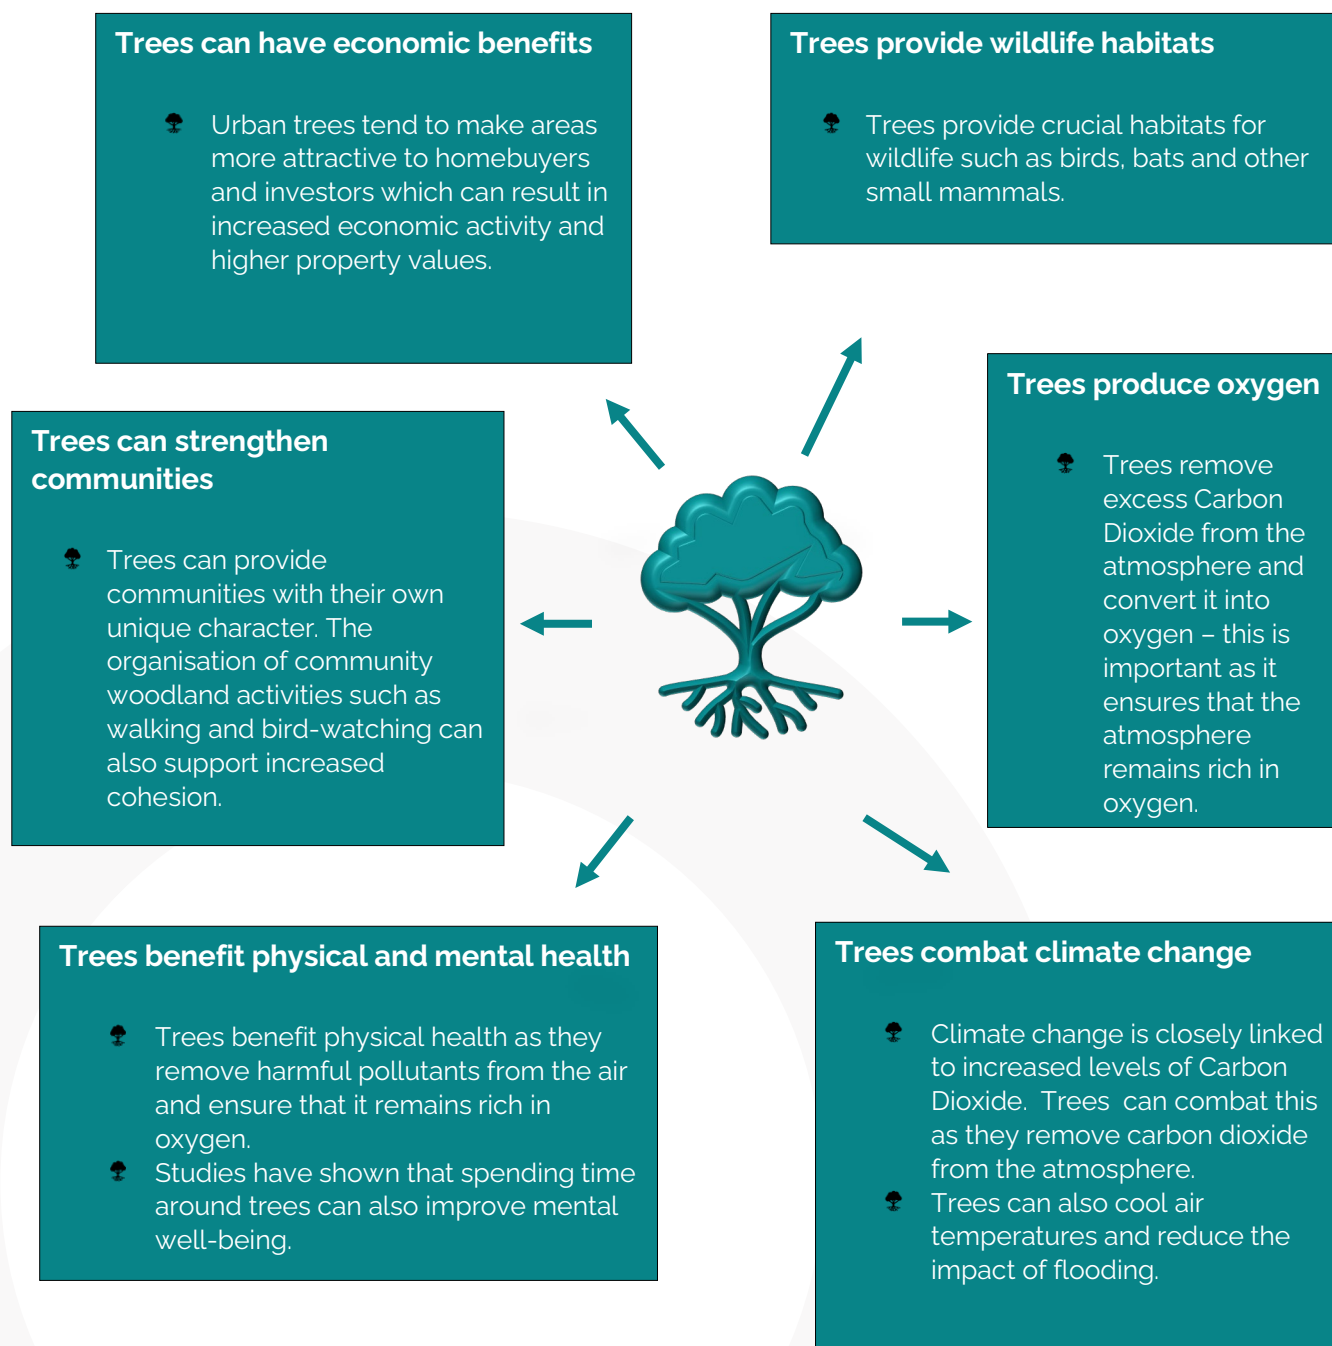 Trees can have economic benefits
Urban trees tend to make areas
more attractive to homebuyers
and investors which can result in
increased economic activity and
higher property values.
Trees provide wildlife habitats
Trees provide crucial habitats for
wildlife such as birds, bats and other
small mammals.
Trees can strengthen
communities
Trees can provide
communities with their own
unique character. The
organisation of community
woodland activities such as
walking and bird-watching can
also support increased
cohesion.
Trees produce oxygen
Trees remove
excess Carbon
Dioxide from the
atmosphere and
convert it into
oxygen – this is
important as it
ensures that the
atmosphere
remains rich in
oxygen.
Trees benefit physical and mental health
Trees benefit physical health as they
remove harmful pollutants from the air
and ensure that it remains rich in
oxygen.
Studies have shown that spending time
around trees can also improve mental
well-being.
Trees combat climate change
Climate change is closely linked
to increased levels of Carbon
Dioxide.  Trees  can combat this
as they remove carbon dioxide
from the atmosphere.
Trees can also cool air
temperatures and reduce the
impact of flooding.